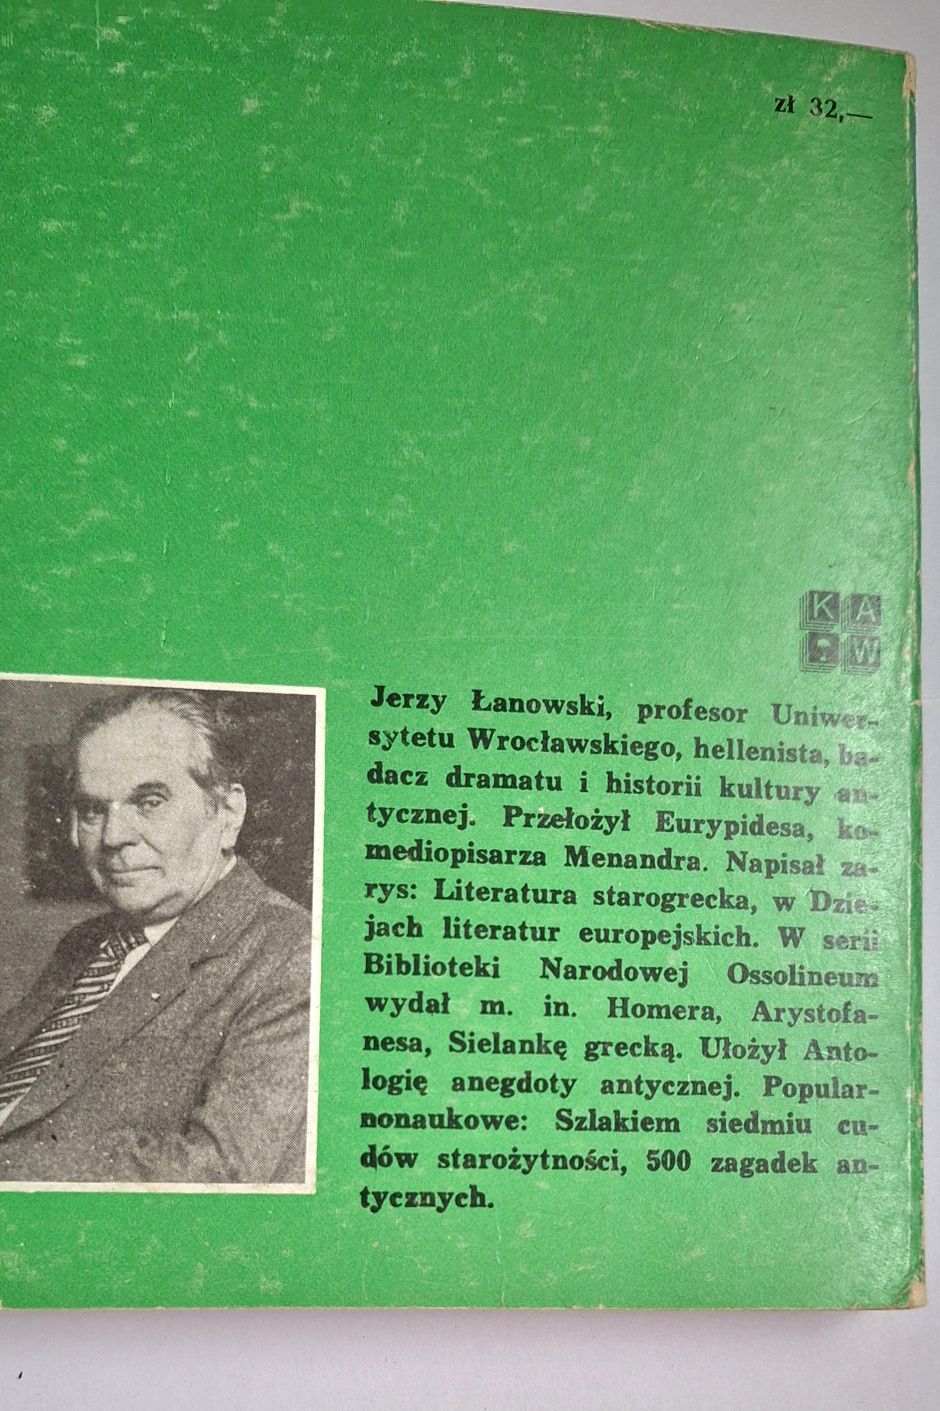 zł 32,—
K A
W
Jerzy Łanowski, profesor Uniwer-
sytetu Wrocławskiego, hellenista, ba-
dacz dramatu i historii kultury an-
tycznej. Przełożył Eurypidesa, ko-
mediopisarza Menandra. Napisał za-
rys: Literatura starogrecka, w Dzie-
jach literatur europejskich. W serii
Biblioteki Narodowej Ossolineum
wydał m. in. Homera, Arystofa-
nesa, Sielankę grecką. Ułożył Anto-
logię anegdoty antycznej. Popular-
nonaukowe: Szlakiem siedmiu cu-
dów starożytności, 500 zagadek an-
tycznych.